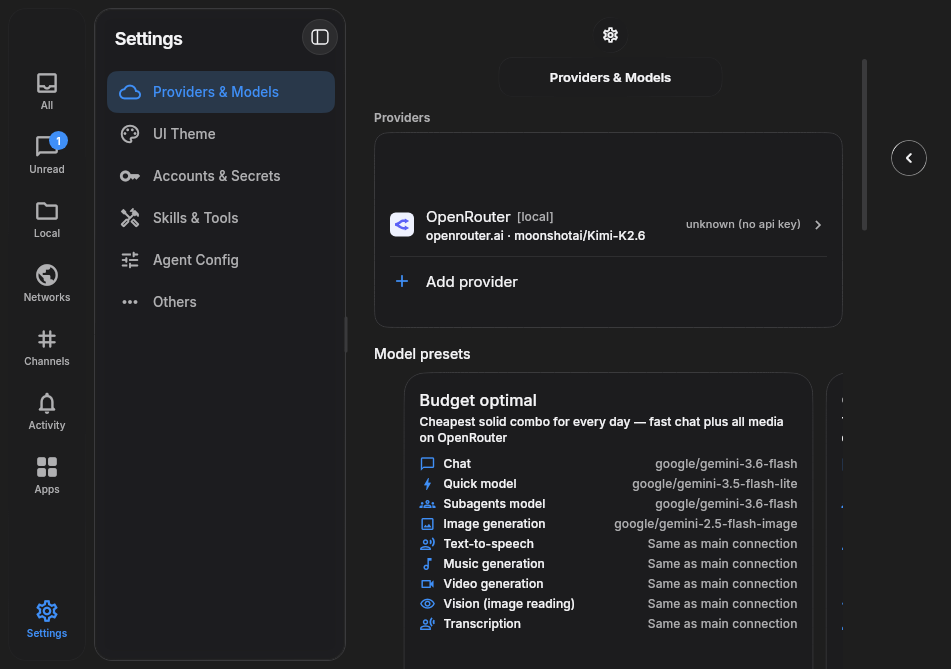 All
1
Unread
Local
Networks
Channels
Activity
Apps
Settings
Settings
Providers & Models
UI Theme
Accounts & Secrets
Skills & Tools
Agent Config
Others
Providers & Models
Providers
OpenRouter [local]
openrouter.ai · moonshotai/Kimi-K2.6
unknown (no api key)
Add provider
Model presets
Budget optimal
Cheapest solid combo for every day — fast chat plus all media
on OpenRouter
Chat google/gemini-3.6-flash
Quick model google/gemini-3.5-flash-lite
Subagents model google/gemini-3.6-flash
Image generation google/gemini-2.5-flash-image
Text-to-speech Same as main connection
Music generation Same as main connection
Video generation Same as main connection
Vision (image reading) Same as main connection
Transcription Same as main connection